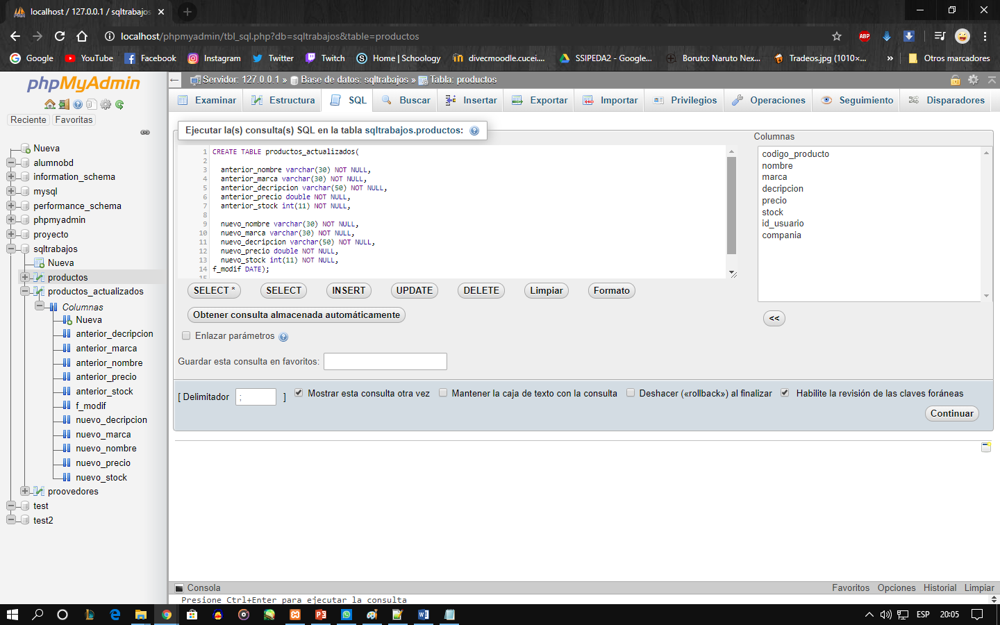 localhost / 127.0.0.1 / sqltrabajos
localhost/phpmyadmin/tbl_sql.php?db=sqltrabajos&table=productos
ABP
Google YouTube Facebook Instagram Twitter Twitch Home | Schoology divecmoodle.cucei.... SSIPEDA2 - Google... Boruto: Naruto Nex... Tradeos.jpg (1010×... » Otros marcadores
phpMyAdmin
Reciente Favoritas
Nueva
alumnobd
information_schema
mysql
performance_schema
phpmyadmin
proyecto
sqltrabajos
Nueva
productos
productos_actualizados
Columnas
Nueva
anterior_decripcion
anterior_marca
anterior_nombre
anterior_precio
anterior_stock
f_modif
nuevo_decripcion
nuevo_marca
nuevo_nombre
nuevo_precio
nuevo_stock
proovedores
test
test2
Servidor: 127.0.0.1 » Base de datos: sqltrabajos » Tabla: productos
Examinar Estructura SQL Buscar Insertar Exportar Importar Privilegios Operaciones Seguimiento Disparadores
Ejecutar la(s) consulta(s) SQL en la tabla sqltrabajos.productos:
1 CREATE TABLE productos_actualizados(
2
3 anterior_nombre varchar(30) NOT NULL,
4 anterior_marca varchar(30) NOT NULL,
5 anterior_decripcion varchar(50) NOT NULL,
6 anterior_precio double NOT NULL,
7 anterior_stock int(11) NOT NULL,
8
9 nuevo_nombre varchar(30) NOT NULL,
10 nuevo_marca varchar(30) NOT NULL,
11 nuevo_decripcion varchar(50) NOT NULL,
12 nuevo_precio double NOT NULL,
13 nuevo_stock int(11) NOT NULL,
14 f_modif DATE);
15
Columnas
codigo_producto
nombre
marca
decripcion
precio
stock
id_usuario
compania
<<
SELECT * SELECT INSERT UPDATE DELETE Limpiar Formato
Obtener consulta almacenada automáticamente
Enlazar parámetros
Guardar esta consulta en favoritos:
[ Delimitador ; ] Mostrar esta consulta otra vez Mantener la caja de texto con la consulta Deshacer («rollback») al finalizar Habilite la revisión de las claves foráneas
Continuar
Consola Favoritos Opciones Historial Limpiar
Presione Ctrl+Enter para ejecutar la consulta
ESP 20:05